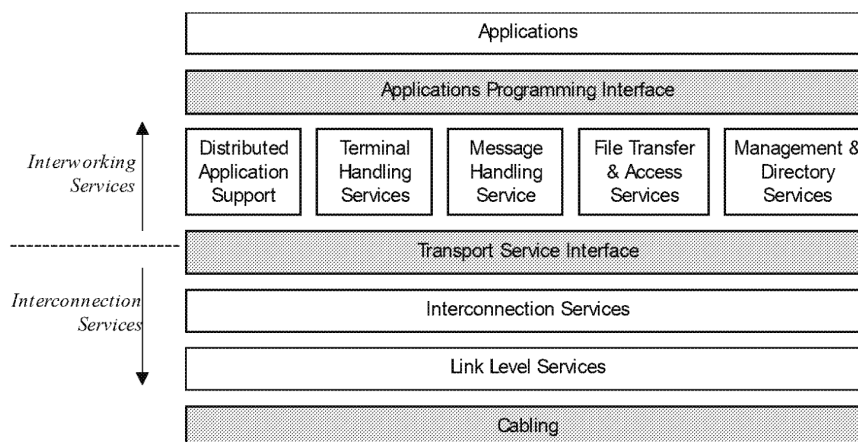 Applications
Applications Programming Interface
Interworking
Services
Distributed
Application
Support
Terminal
Handling
Services
Message
Handling
Service
File Transfer
& Access
Services
Management &
Directory
Services
Transport Service Interface
Interconnection
Services
Interconnection Services
Link Level Services
Cabling